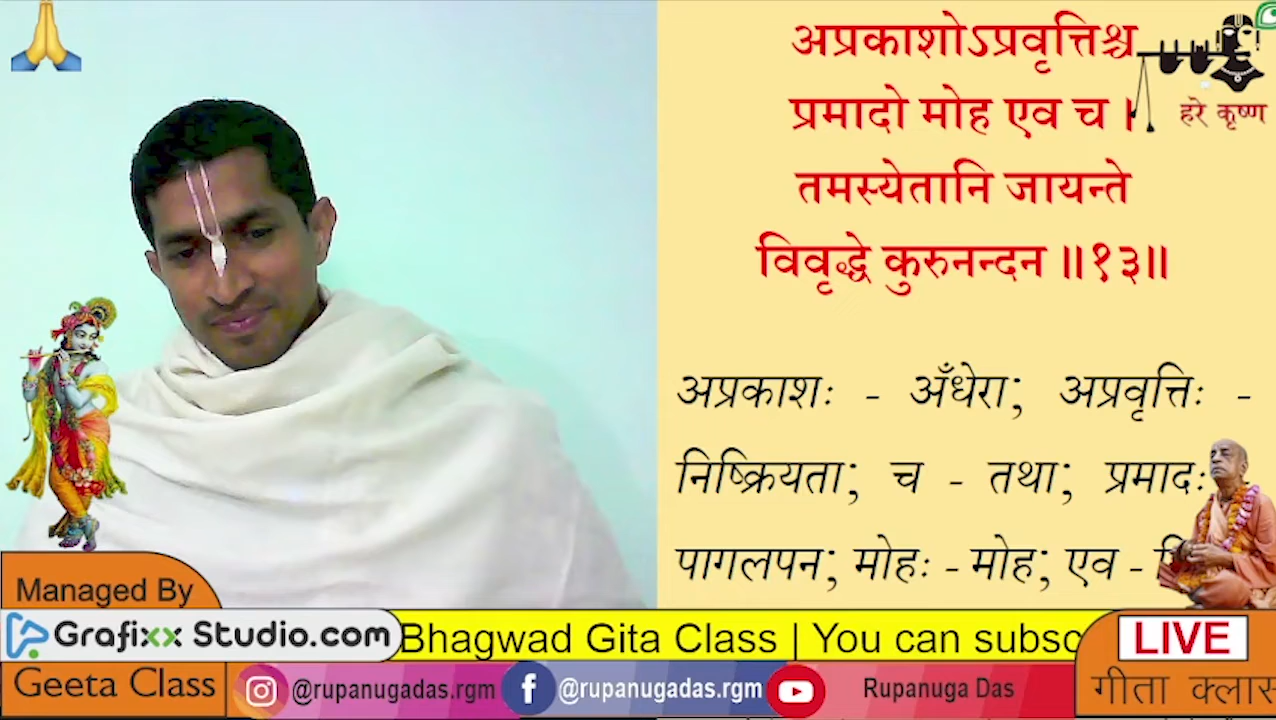 अप्रकाशोऽप्रवृत्तिश्च
प्रमादो मोह एव च ।
तमस्येतानि जायन्ते
विवृद्धे कुरुनन्दन ॥१३॥
हरे कृष्ण
अप्रकाशः - अँधेरा; अप्रवृत्तिः -
निष्क्रियता; च - तथा; प्रमादः
पागलपन; मोहः - मोह; एव -
Managed By
Grafixx Studio.com
Bhagwad Gita Class | You can subsc
LIVE
Geeta Class
@rupanugadas.rgm
@rupanugadas.rgm
Rupanuga Das
गीता क्लास